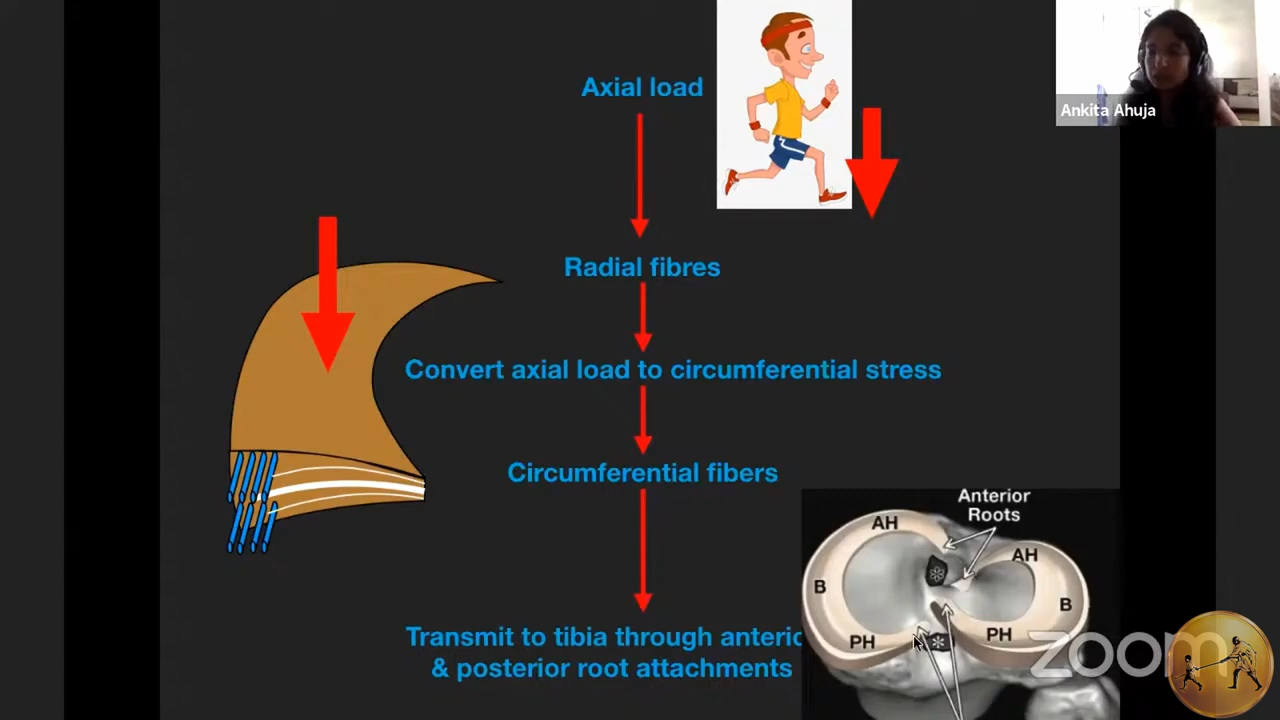 Axial load
Ankita Ahuja
Radial fibres
Convert axial load to circumferential stress
Circumferential fibers
Transmit to tibia through anterio
& posterior root attachments
Anterior
Roots
AH
AH
B
B
PH
PH
zoom